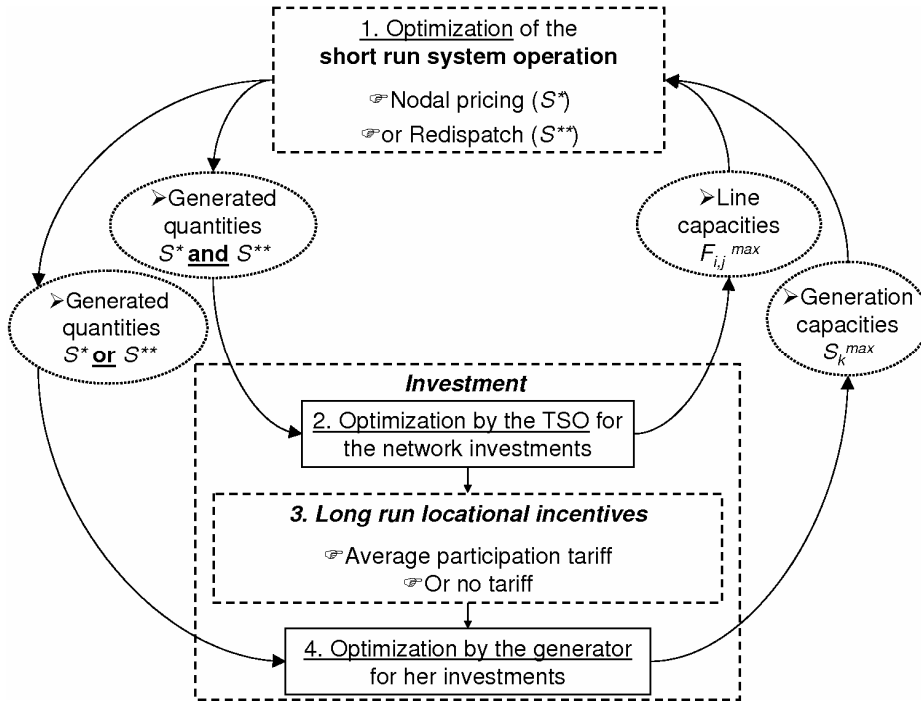 1. Optimization of the
short run system operation
☞Nodal pricing (S*)
☞or Redispatch (S**)
➢Generated
quantities
S* and S**
➢Line
capacities
F i,j max
➢Generated
quantities
S* or S**
➢Generation
capacities
S k max
Investment
2. Optimization by the TSO for
the network investments
3. Long run locational incentives
☞Average participation tariff
☞Or no tariff
4. Optimization by the generator
for her investments